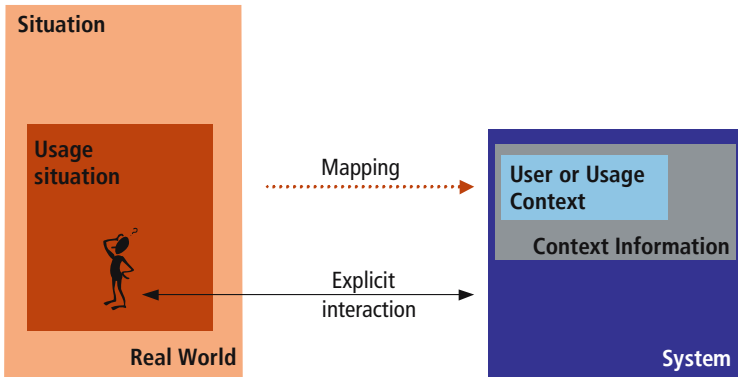 Situation
Usage
situation
?
Real World
Mapping
Explicit
interaction
User or Usage
Context
Context Information
System